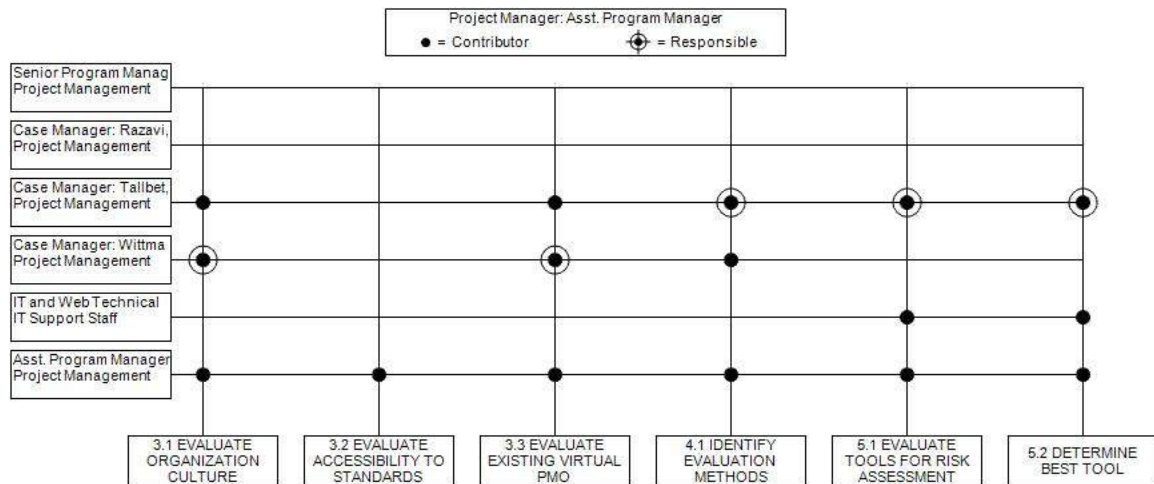 Project Manager: Asst. Program Manager
= Contributor
= Responsible
Senior Program Manag
Project Management
Case Manager: Razavi,
Project Management
Case Manager: Tallbet,
Project Management
Case Manager: Wittma
Project Management
IT and Web Technical
IT Support Staff
Asst. Program Manager
Project Management
3.1 EVALUATE
ORGANIZATION
CULTURE
3.2 EVALUATE
ACCESSIBILITY TO
STANDARDS
3.3 EVALUATE
EXISTING VIRTUAL
PMO
4.1 IDENTIFY
EVALUATION
METHODS
5.1 EVALUATE
TOOLS FOR RISK
ASSESSMENT
5.2 DETERMINE
BEST TOOL